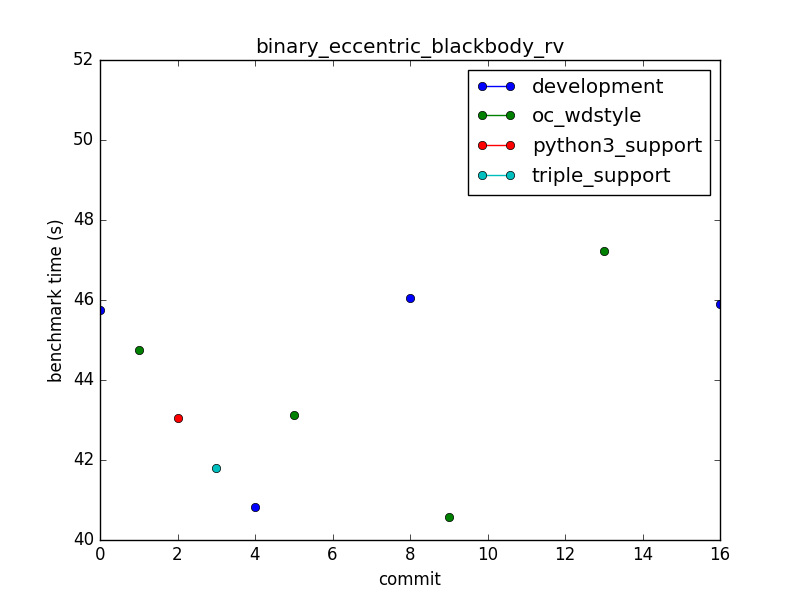 binary_eccentric_blackbody_rv
development
oc_wdstyle
python3_support
triple_support
benchmark time (s)
52
50
48
46
44
42
40
0 2 4 6 8 10 12 14 16
commit